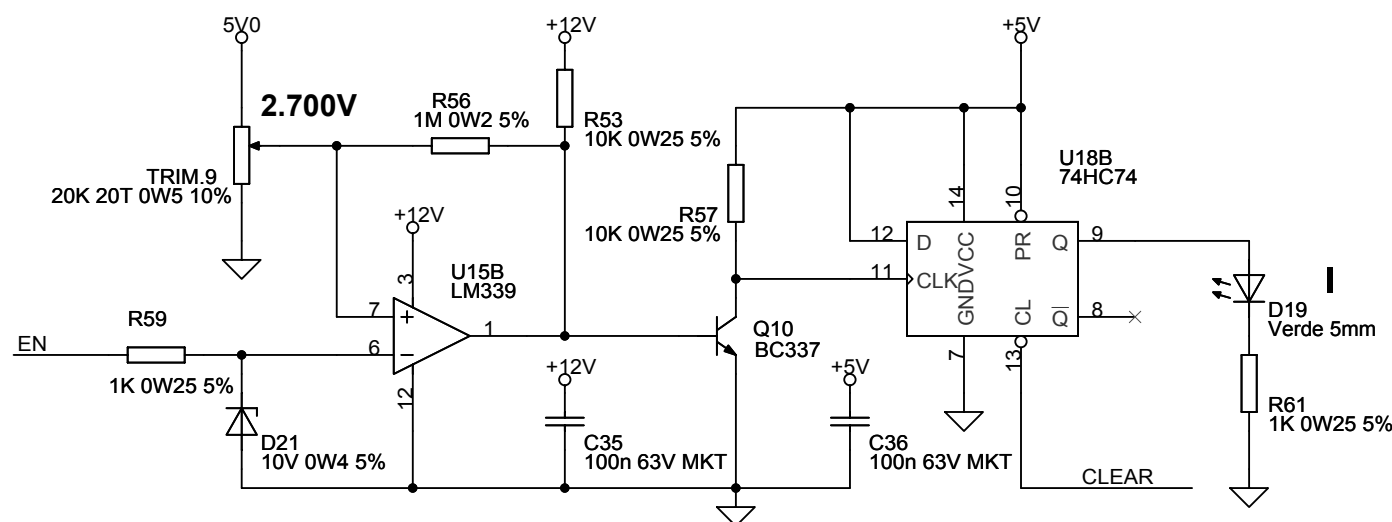 5V0
+12V
+5V
2.700V
R56
1M 0W2 5%
R53
10K 0W25 5%
TRIM.9
20K 20T 0W5 10%
U18B
74HC74
+12V
3
U15B
LM339
R57
10K 0W25 5%
14
10
12
D
VCC
PR
Q
9
11
CLK
GND
CL
Q
8
7
13
7
+
6
-
1
12
EN
R59
1K 0W25 5%
D21
10V 0W4 5%
+12V
C35
100n 63V MKT
Q10
BC337
+5V
C36
100n 63V MKT
D19
Verde 5mm
I
R61
1K 0W25 5%
CLEAR